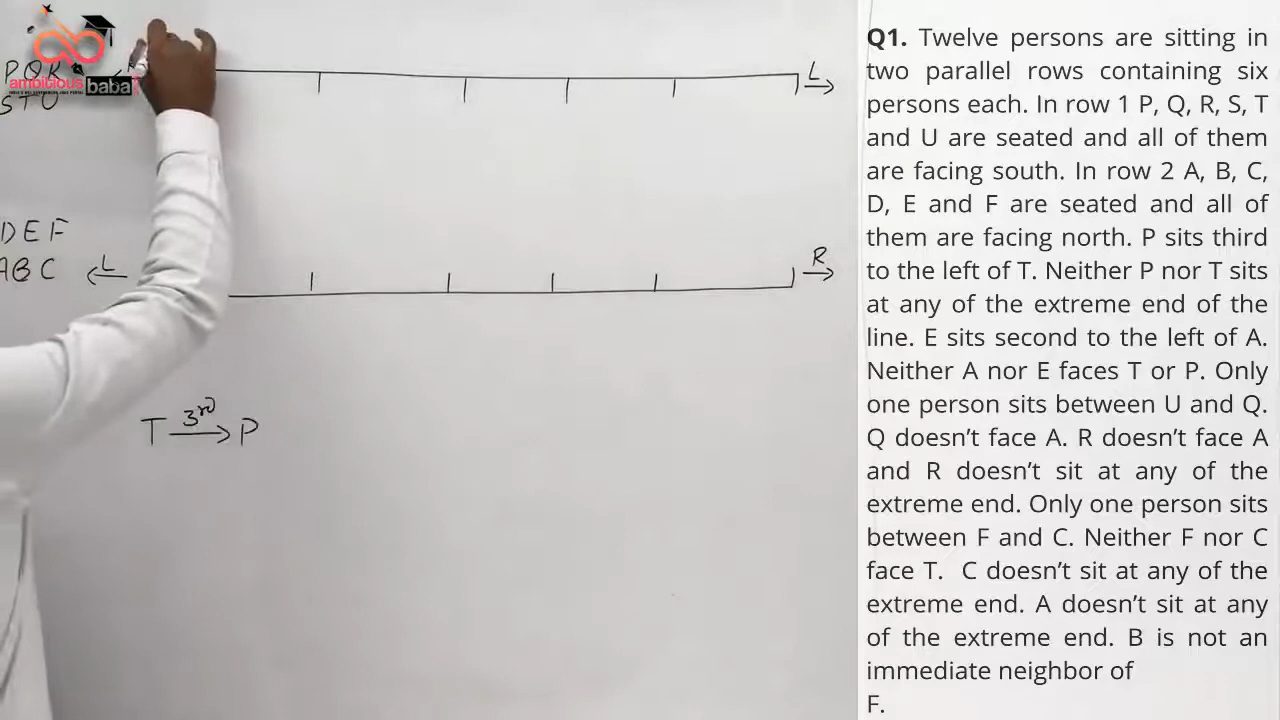 P Q R
ambitious
baba
S T U
L
D E F
A B C
L
R
T 3rd P
Q1. Twelve persons are sitting in
two parallel rows containing six
persons each. In row 1 P, Q, R, S, T
and U are seated and all of them
are facing south. In row 2 A, B, C,
D, E and F are seated and all of
them are facing north. P sits third
to the left of T. Neither P nor T sits
at any of the extreme end of the
line. E sits second to the left of A.
Neither A nor E faces T or P. Only
one person sits between U and Q.
Q doesn’t face A. R doesn’t face A
and R doesn’t sit at any of the
extreme end. Only one person sits
between F and C. Neither F nor C
face T. C doesn’t sit at any of the
extreme end. A doesn’t sit at any
of the extreme end. B is not an
immediate neighbor of
F.